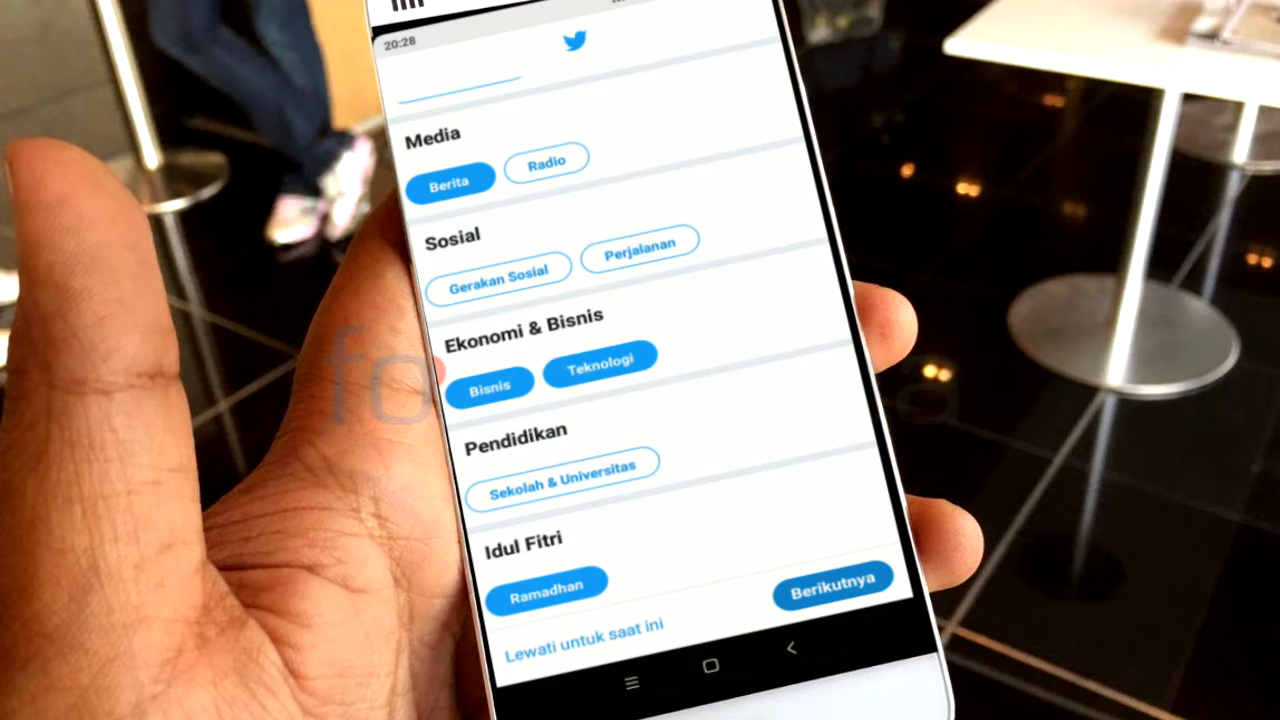 20:28
Media
Berita Radio
Sosial
Gerakan Sosial Perjalanan
Ekonomi & Bisnis
Bisnis Teknologi
Pendidikan
Sekolah & Universitas
Idul Fitri
Ramadhan
Lewati untuk saat ini Berikutnya